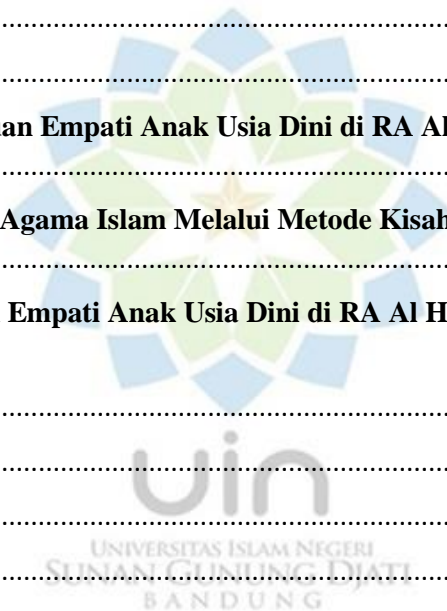 ..........................................................................
..........................................................................
an Empati Anak Usia Dini di RA Al
..........................................................................
Agama Islam Melalui Metode Kisah
..........................................................................
Empati Anak Usia Dini di RA Al H
..........................................................................
..........................................................................
uin
..........................................................................
UNIVERSITAS ISLAM NEGERI
..........................................................................
SUNAN GUNUNG DJATI
BANDUNG